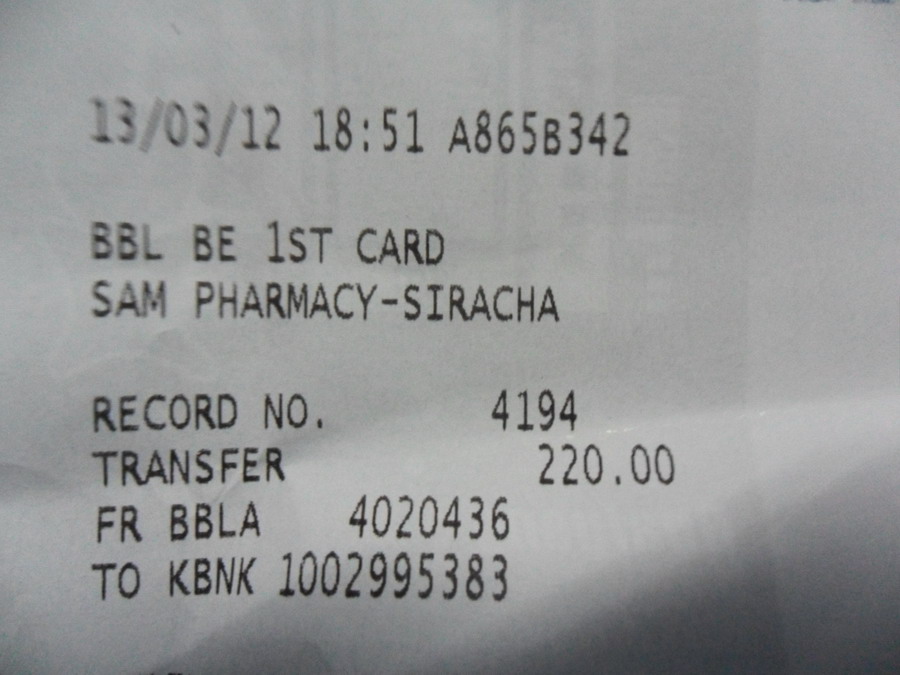 13/03/12 18:51 A865B342
BBL BE 1ST CARD
SAM PHARMACY-SIRACHA
RECORD NO. 4194
TRANSFER 220.00
FR BBLA 4020436
TO KBNK 1002995383